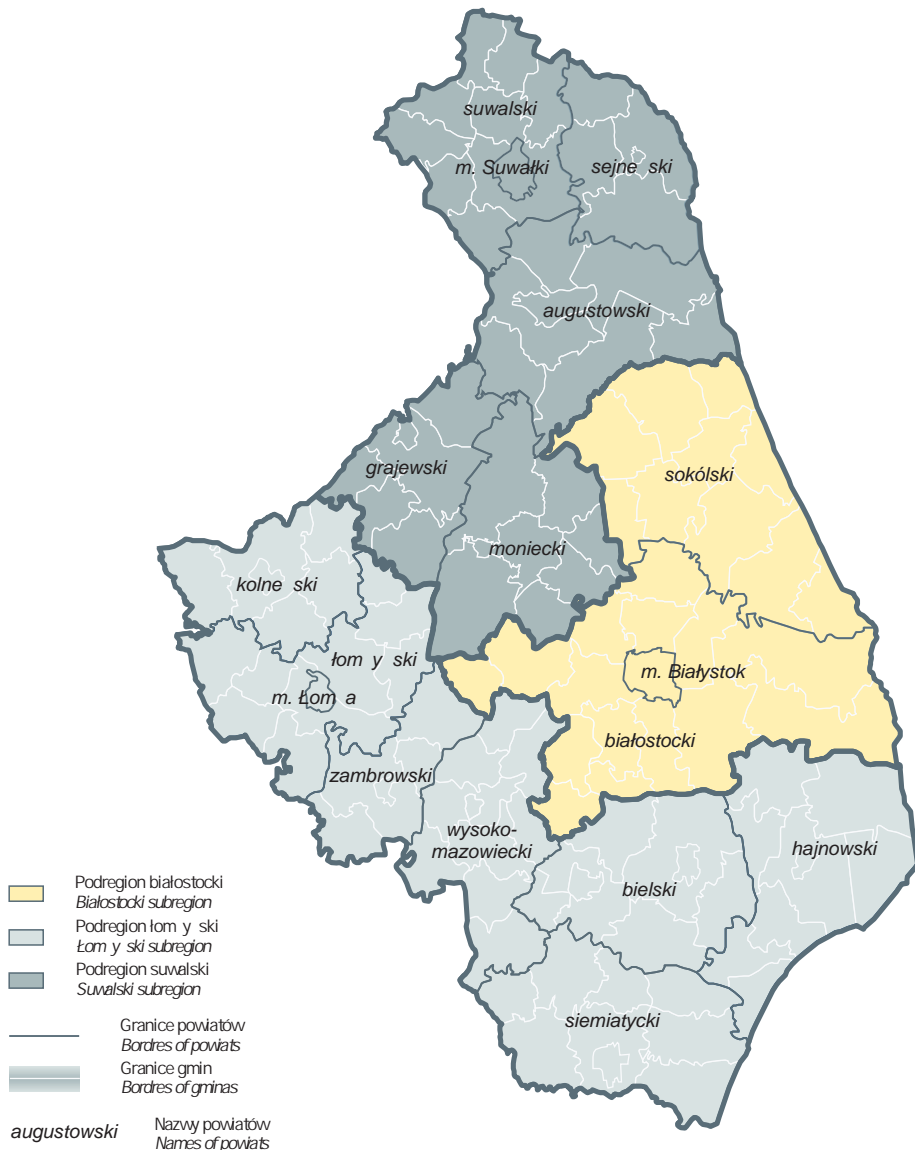 suwalski
m. Suwałki
sejne ski
augustowski
grajewski
sokólski
moniecki
kolne ski
łom y ski
m. Białystok
m. Łom a
białostocki
zambrowski
wysoko-
mazowiecki
hajnowski
bielski
siemiatycki
Podregion białostocki
Białostocki subregion
Podregion łom y ski
Łom y ski subregion
Podregion suwalski
Suwalski subregion
Granice powiatów
Bordres of powiats
Granice gmin
Bordres of gminas
augustowski
Nazwy powiatów
Names of powiats